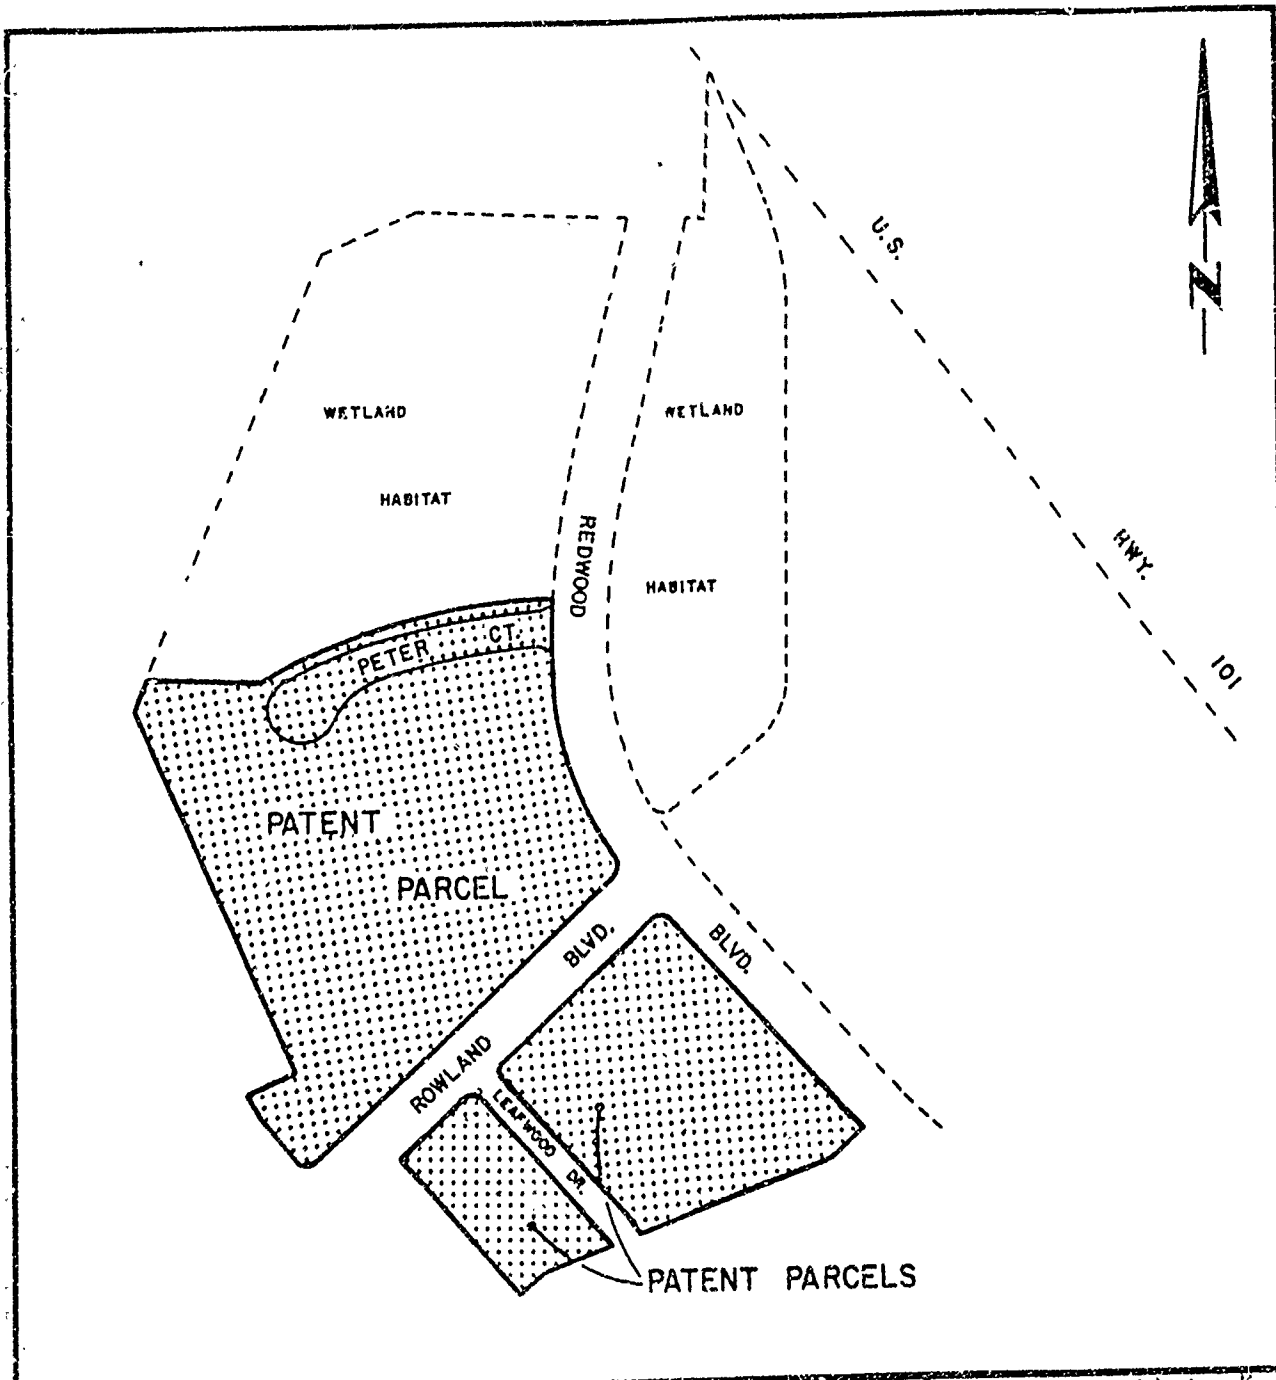 U.S.
N
WETLAND
WETLAND
HABITAT
REDWOOD
HWY.
HABITAT
PETER CT.
101
PATENT
PARCEL
BLVD.
BLVD.
ROWLAND
LEAFWOOD DR.
PATENT PARCELS